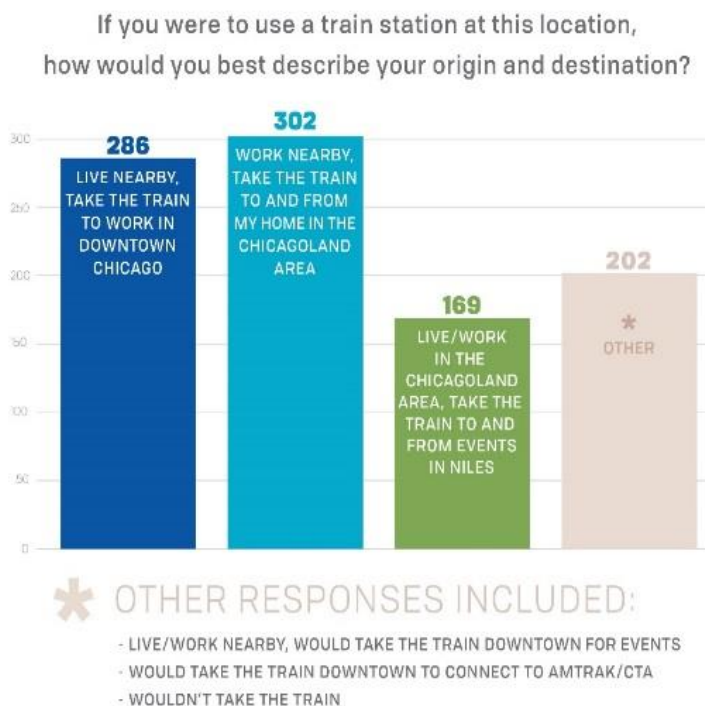 If you were to use a train station at this location,
how would you best describe your origin and destination?
300
250
200
150
100
50
0
286
LIVE NEARBY,
TAKE THE TRAIN
TO WORK IN
DOWNTOWN
CHICAGO
302
WORK NEARBY,
TAKE THE TRAIN
TO AND FROM
MY HOME IN THE
CHICAGOLAND
AREA
169
LIVE/WORK
IN THE
CHICAGOLAND
AREA, TAKE THE
TRAIN TO AND
FROM EVENTS
IN NILES
202
*
OTHER
* OTHER RESPONSES INCLUDED:
- LIVE/WORK NEARBY, WOULD TAKE THE TRAIN DOWNTOWN FOR EVENTS
- WOULD TAKE THE TRAIN DOWNTOWN TO CONNECT TO AMTRAK/CTA
- WOULDN'T TAKE THE TRAIN